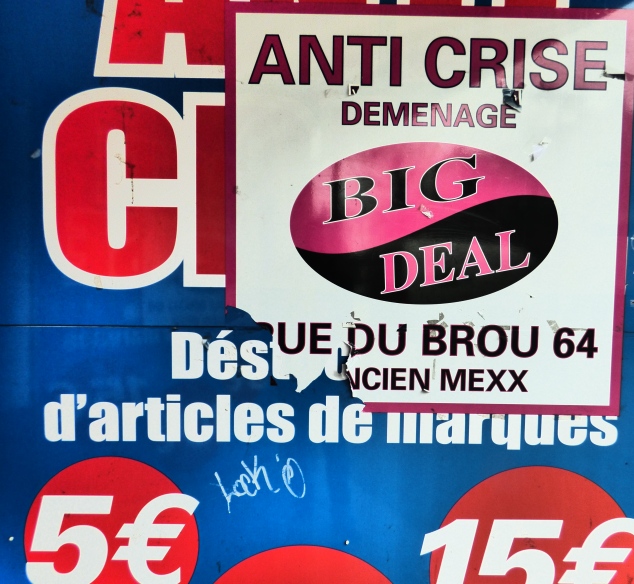 ANTI CRISE
DEMENAGE
BIG
DEAL
RUE DU BROU 64
ANCIEN MEXX
d'articles de marques
5€
15€